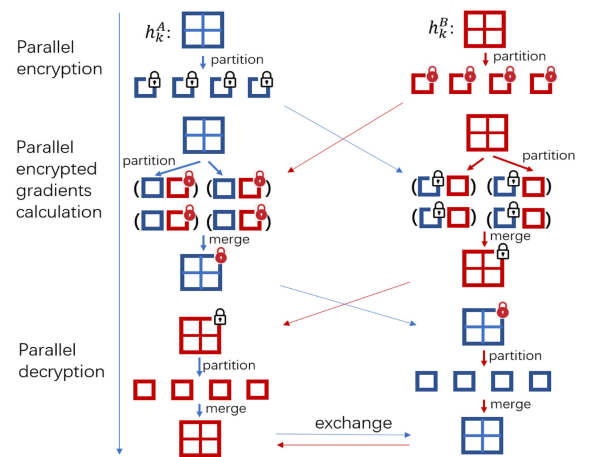 Parallel
encryption
h_k^A:
partition
h_k^B:
partition
Parallel
encrypted
gradients
calculation
partition
( ) ( )
( ) ( )
merge
partition
( ) ( )
( ) ( )
merge
Parallel
decryption
partition
merge
partition
merge
exchange